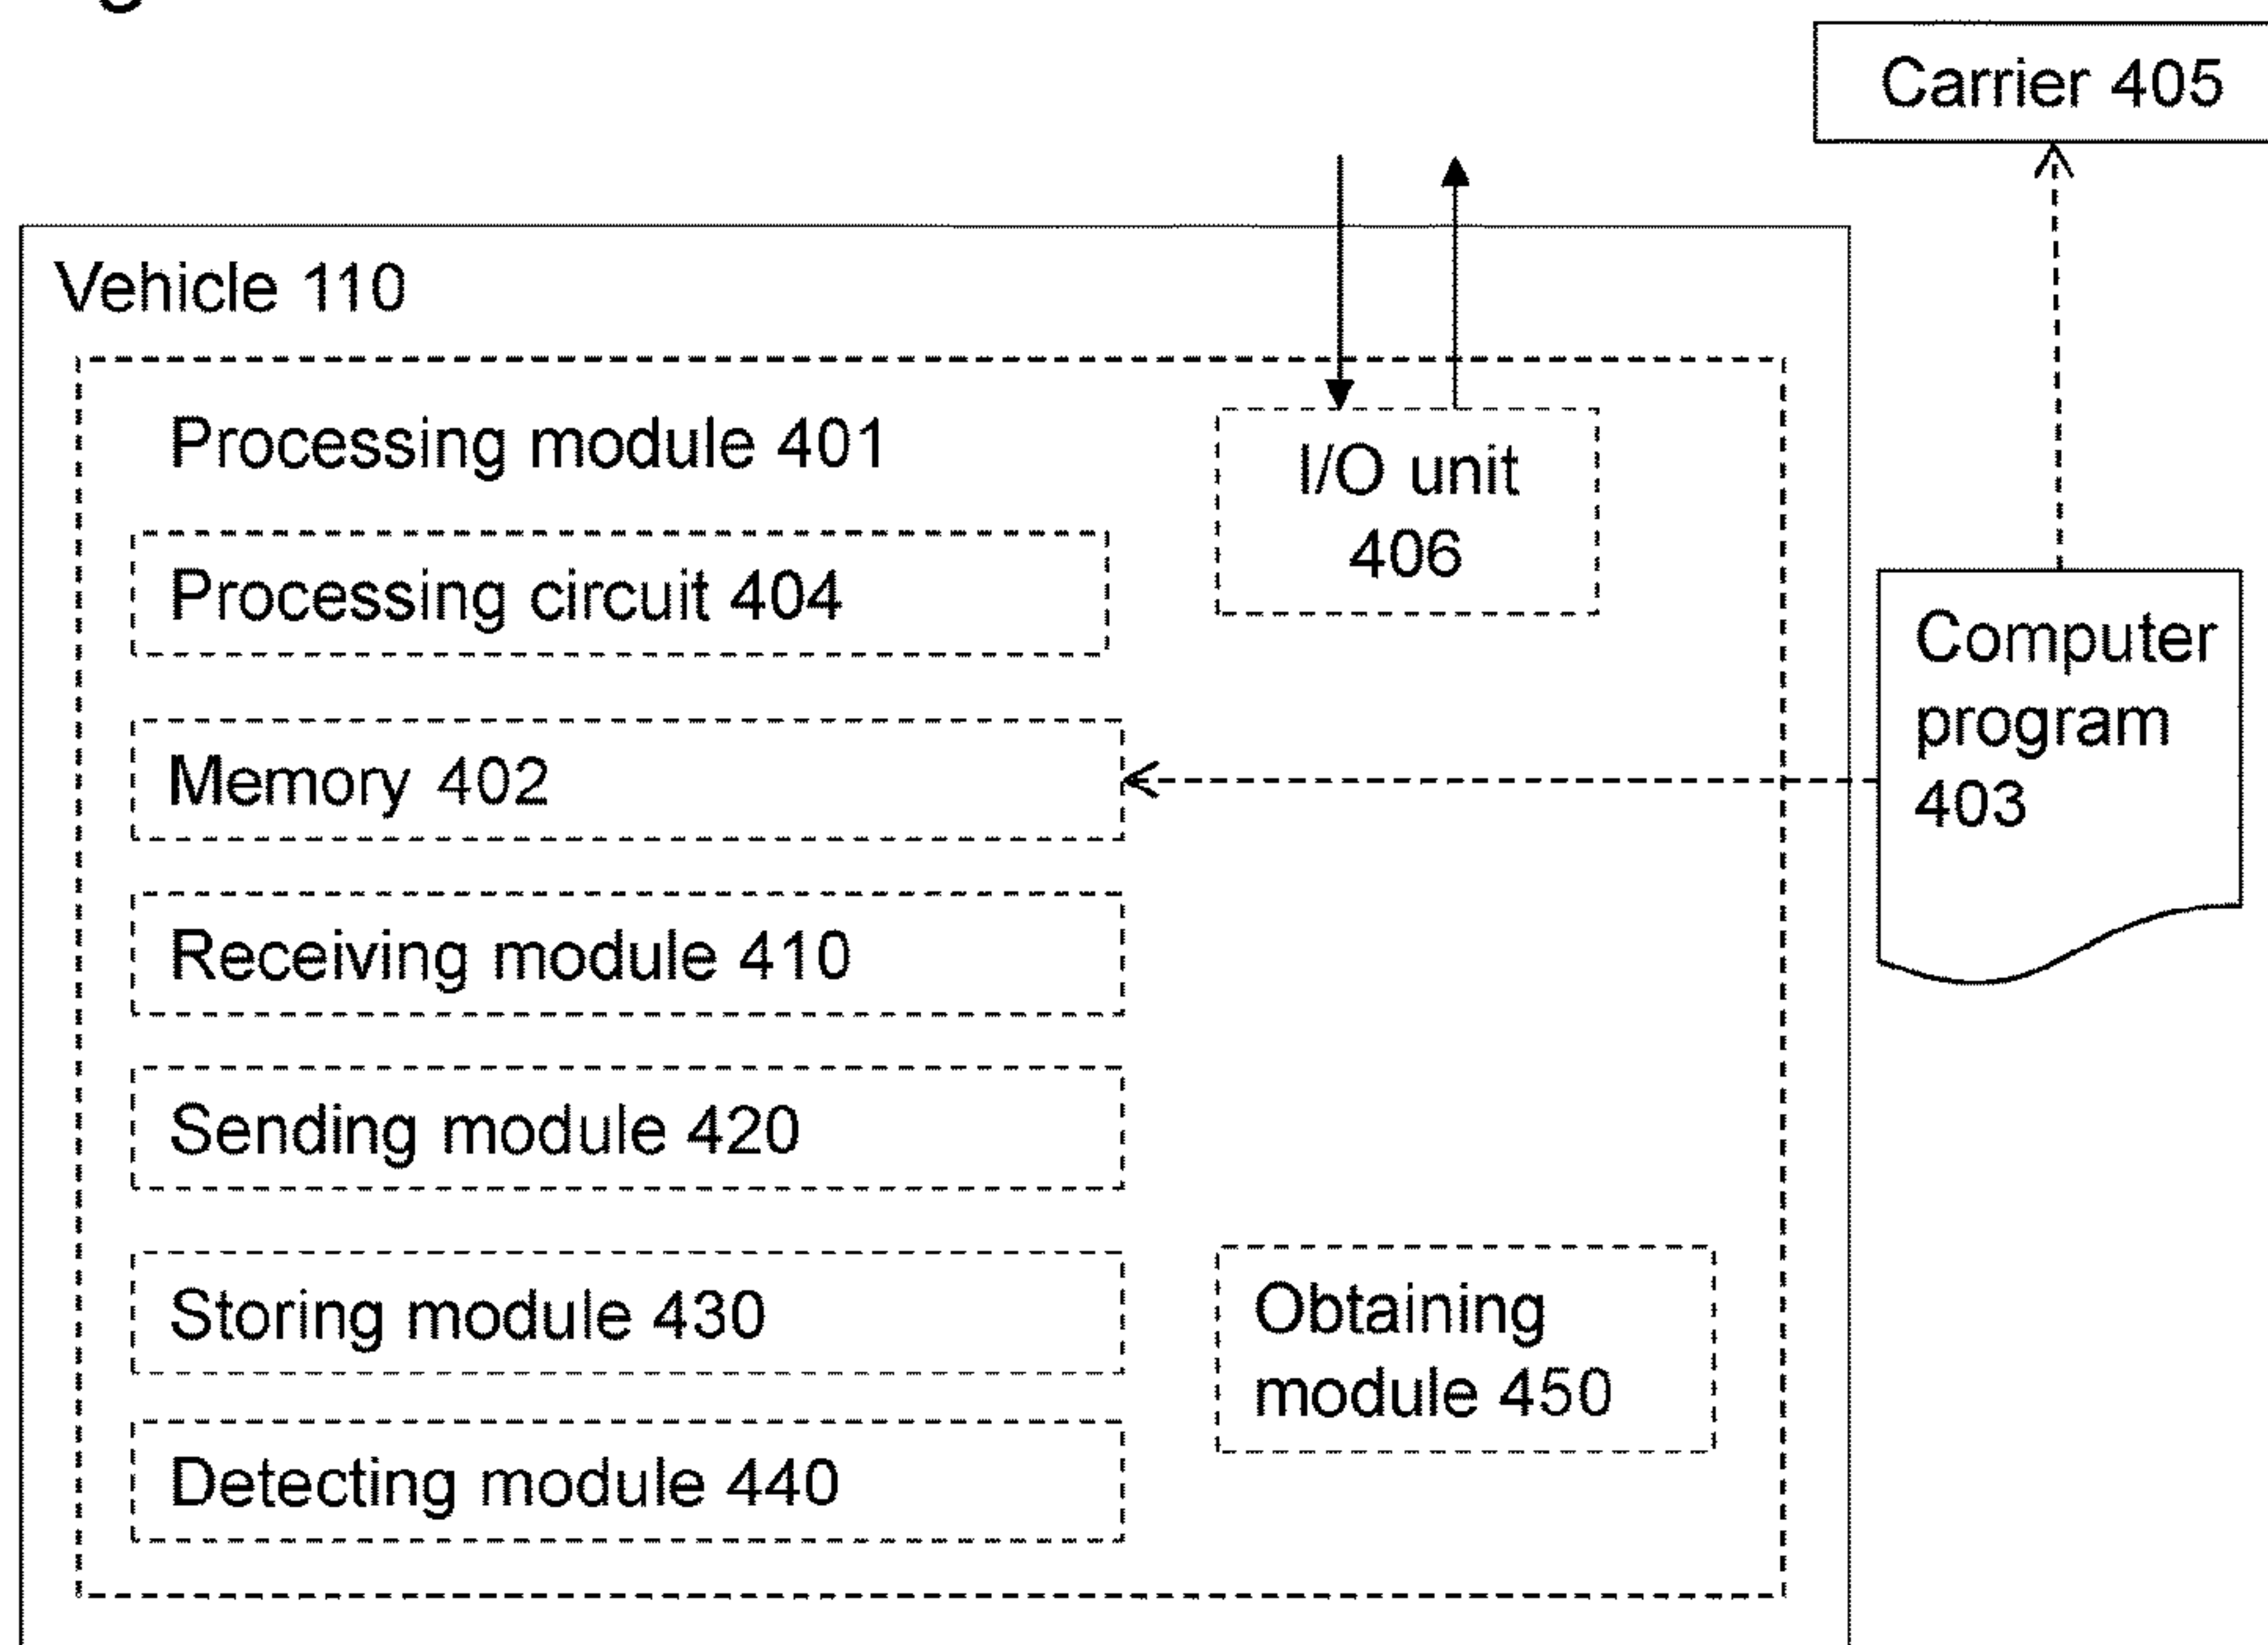 Carrier 405
Vehicle 110
Processing module 401
I/O unit
406
Processing circuit 404
Computer
program
403
Memory 402
Receiving module 410
Sending module 420
Storing module 430
Obtaining
module 450
Detecting module 440